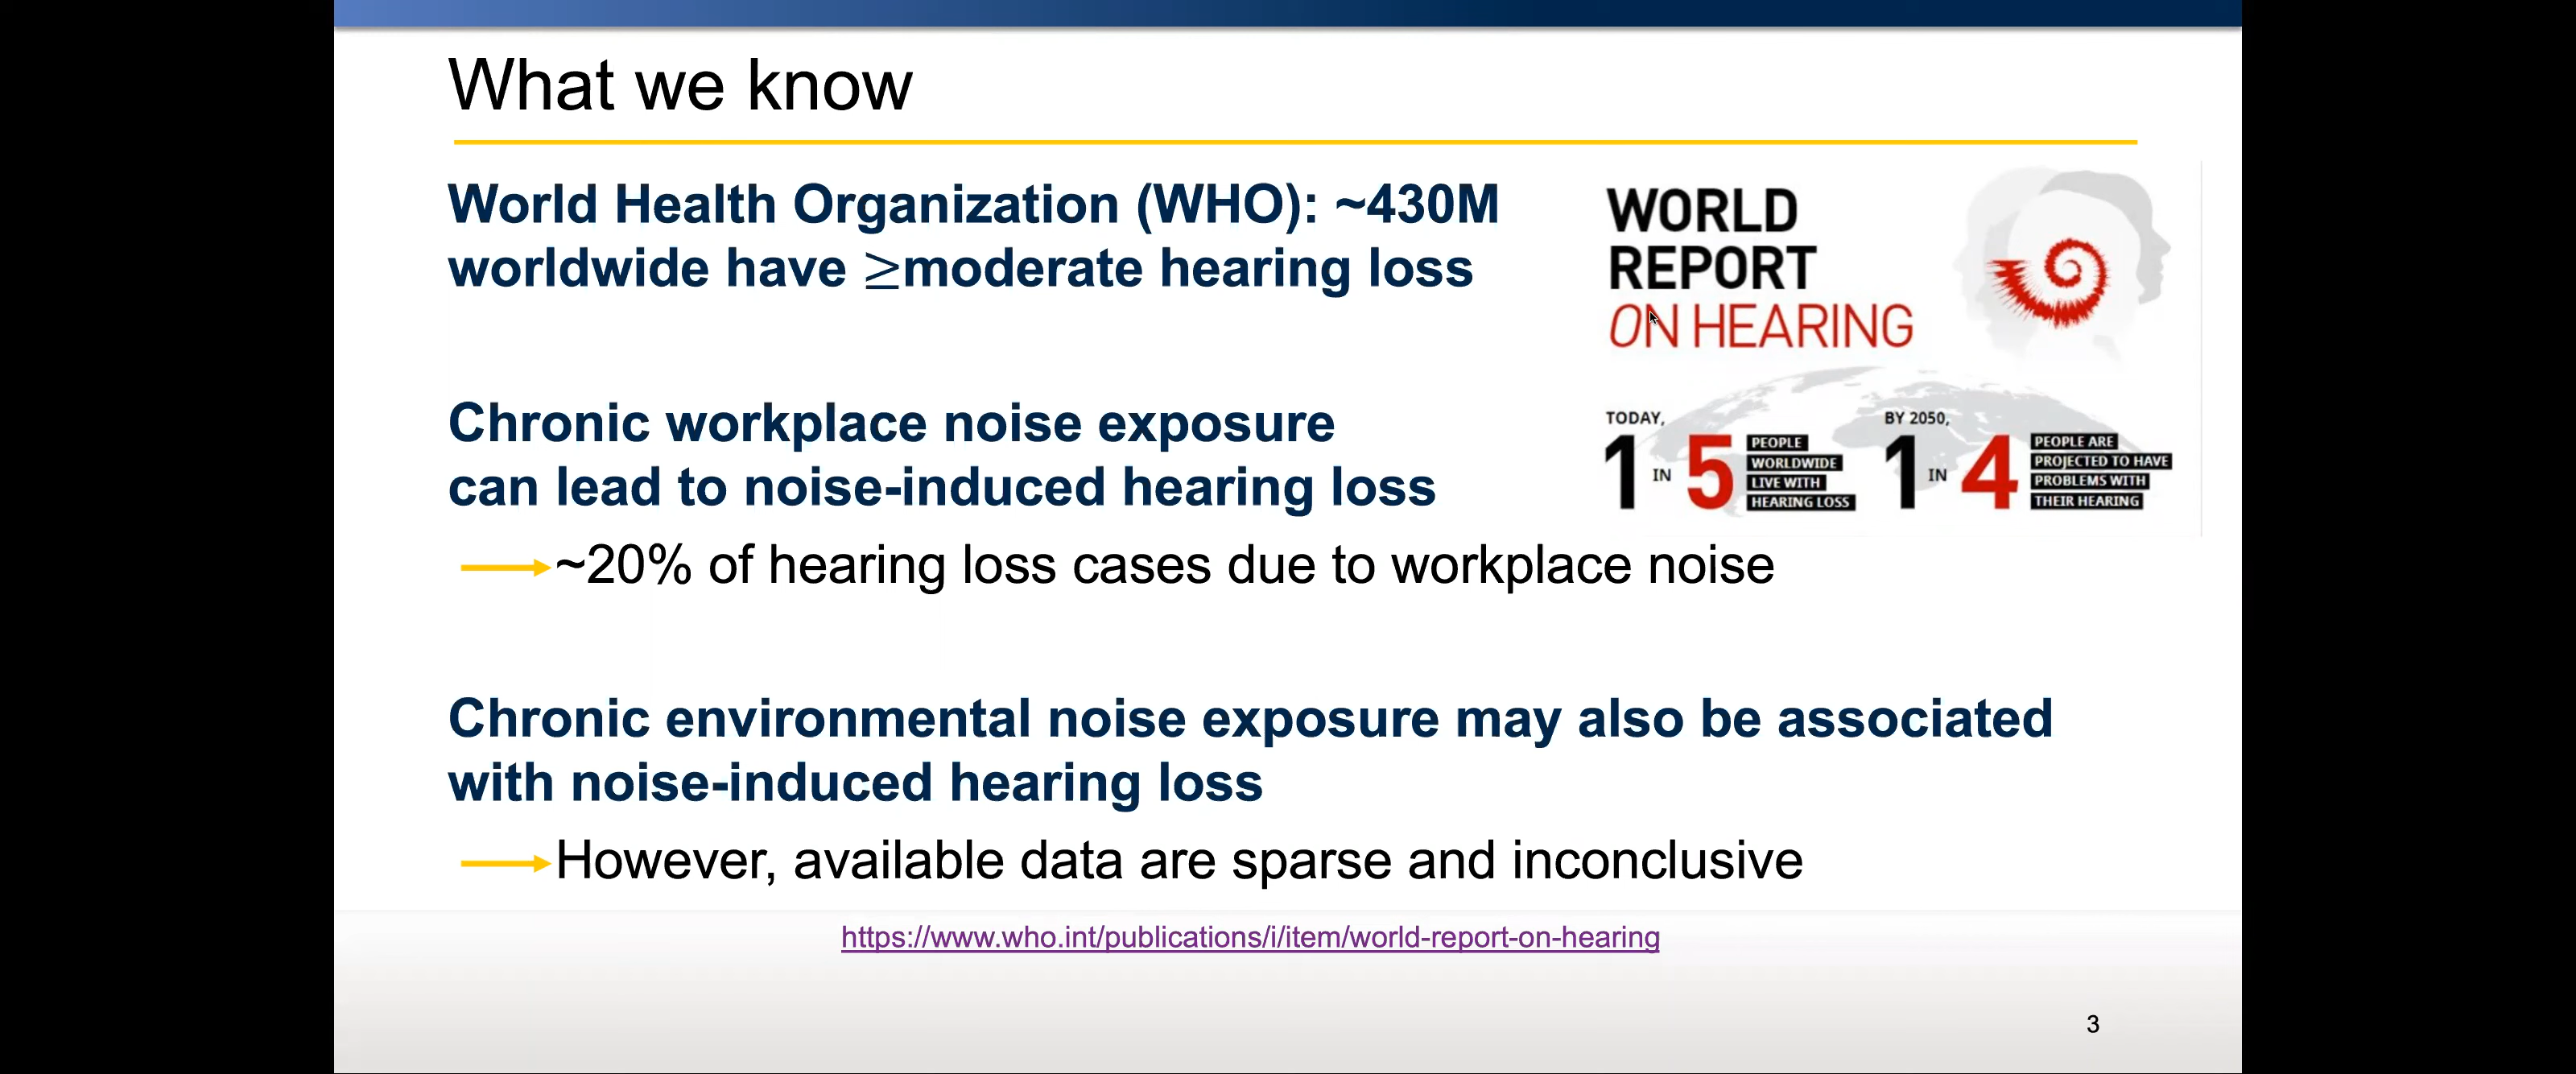 What we know
World Health Organization (WHO): ~430M
worldwide have ≥moderate hearing loss
WORLD
REPORT
ON HEARING
TODAY,
1 IN 5
PEOPLE
WORLDWIDE
LIVE WITH
HEARING LOSS
BY 2050,
1 IN 4
PEOPLE ARE
PROJECTED TO HAVE
PROBLEMS WITH
THEIR HEARING
Chronic workplace noise exposure
can lead to noise-induced hearing loss
~20% of hearing loss cases due to workplace noise
Chronic environmental noise exposure may also be associated
with noise-induced hearing loss
However, available data are sparse and inconclusive
https://www.who.int/publications/i/item/world-report-on-hearing
3